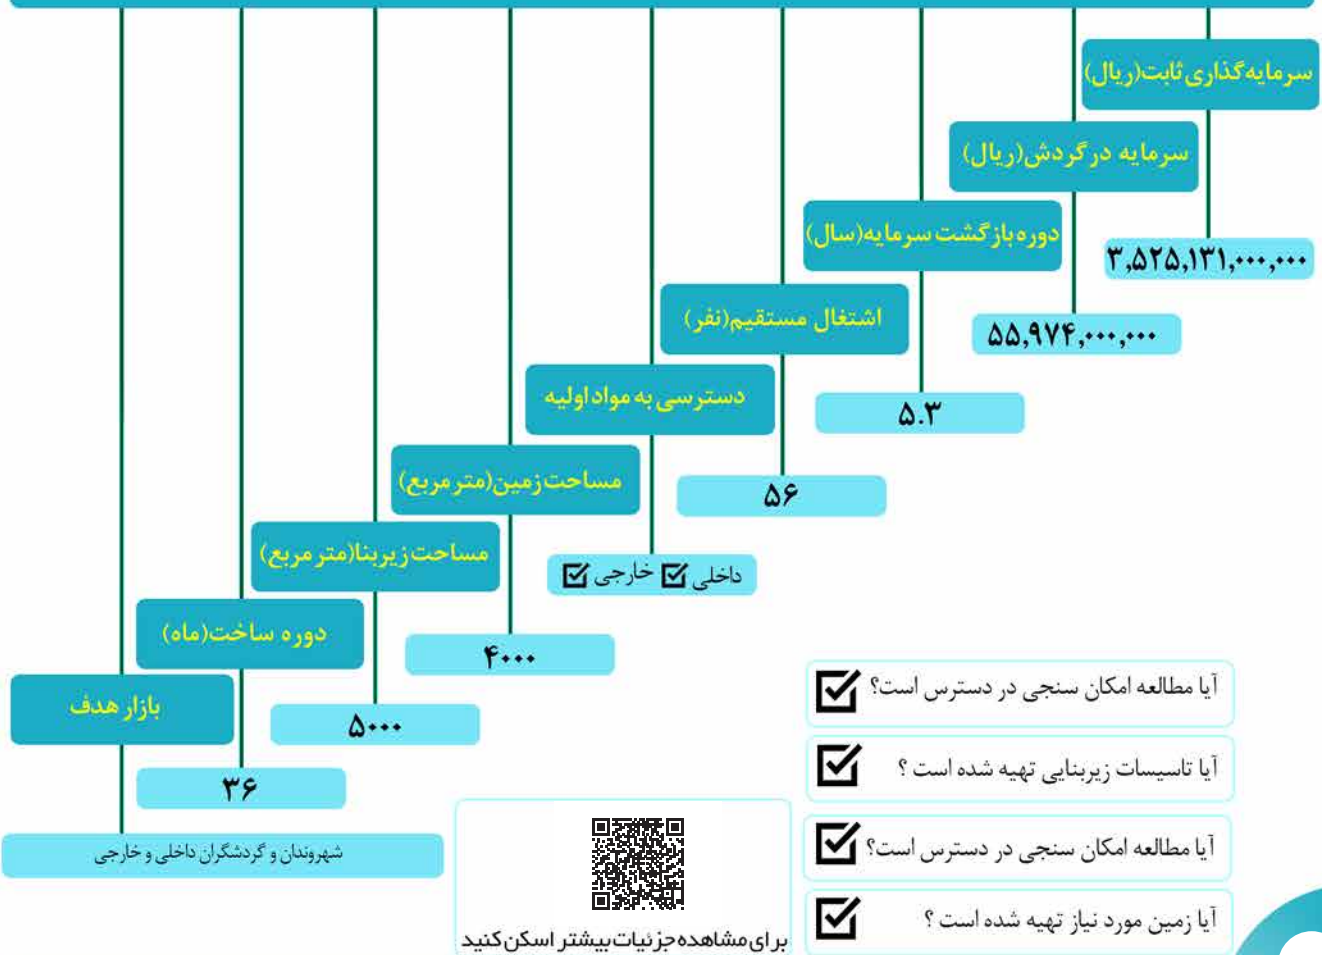 سرمایه‌گذاری ثابت(ریال)
۳,۵۲۵,۱۳۱,۰۰۰,۰۰۰
سرمایه در گردش(ریال)
۵۵,۹۷۴,۰۰۰,۰۰۰
دوره بازگشت سرمایه(سال)
۵.۳
اشتغال مستقیم(نفر)
۵۶
دسترسی به مواد اولیه
داخلی ☑ خارجی ☑
مساحت زمین(متر مربع)
۴۰۰۰
مساحت زیربنا(متر مربع)
۵۰۰۰
دوره ساخت(ماه)
۳۶
بازار هدف
شهروندان و گردشگران داخلی و خارجی
آیا مطالعه امکان سنجی در دسترس است؟ ☑
آیا تاسیسات زیربنایی تهیه شده است ؟ ☑
آیا مطالعه امکان سنجی در دسترس است؟ ☑
آیا زمین مورد نیاز تهیه شده است ؟ ☑
برای مشاهده جزئیات بیشتر اسکن کنید